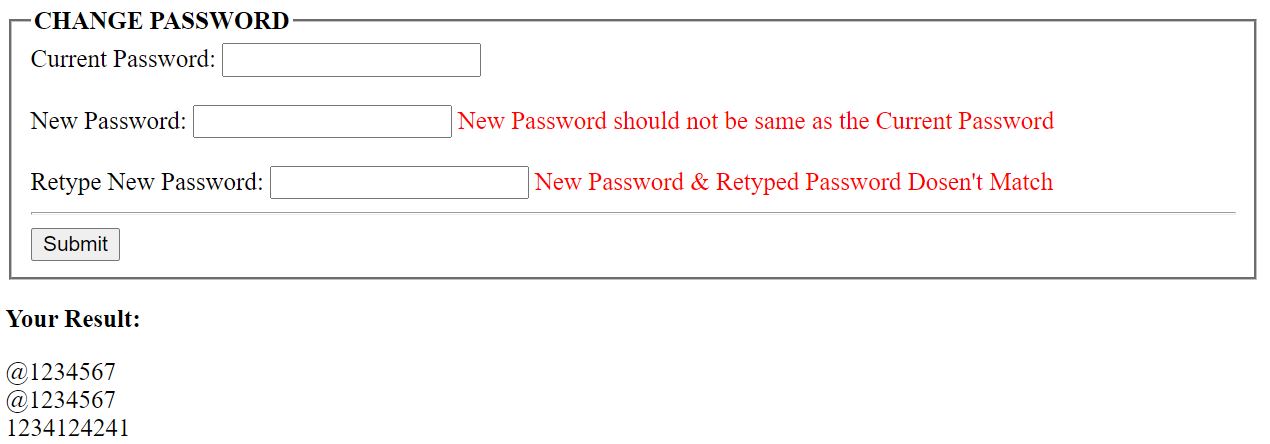 CHANGE PASSWORD
Current Password:
New Password: New Password should not be same as the Current Password
Retype New Password: New Password & Retyped Password Dosen't Match
Submit
Your Result:
@1234567
@1234567
1234124241